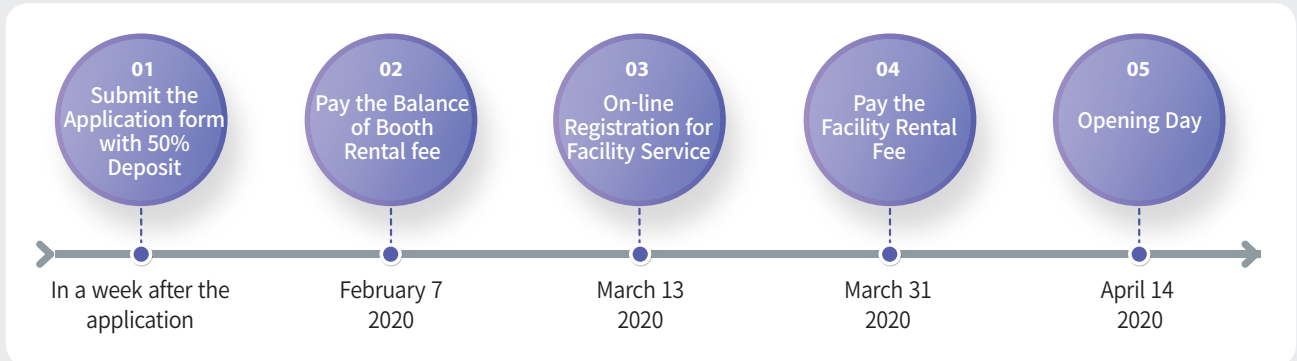 01
Submit the
Application form
with 50%
Deposit
In a week after the
application
02
Pay the Balance
of Booth
Rental fee
February 7
2020
03
On-line
Registration for
Facility Service
March 13
2020
04
Pay the
Facility Rental
Fee
March 31
2020
05
Opening Day
April 14
2020